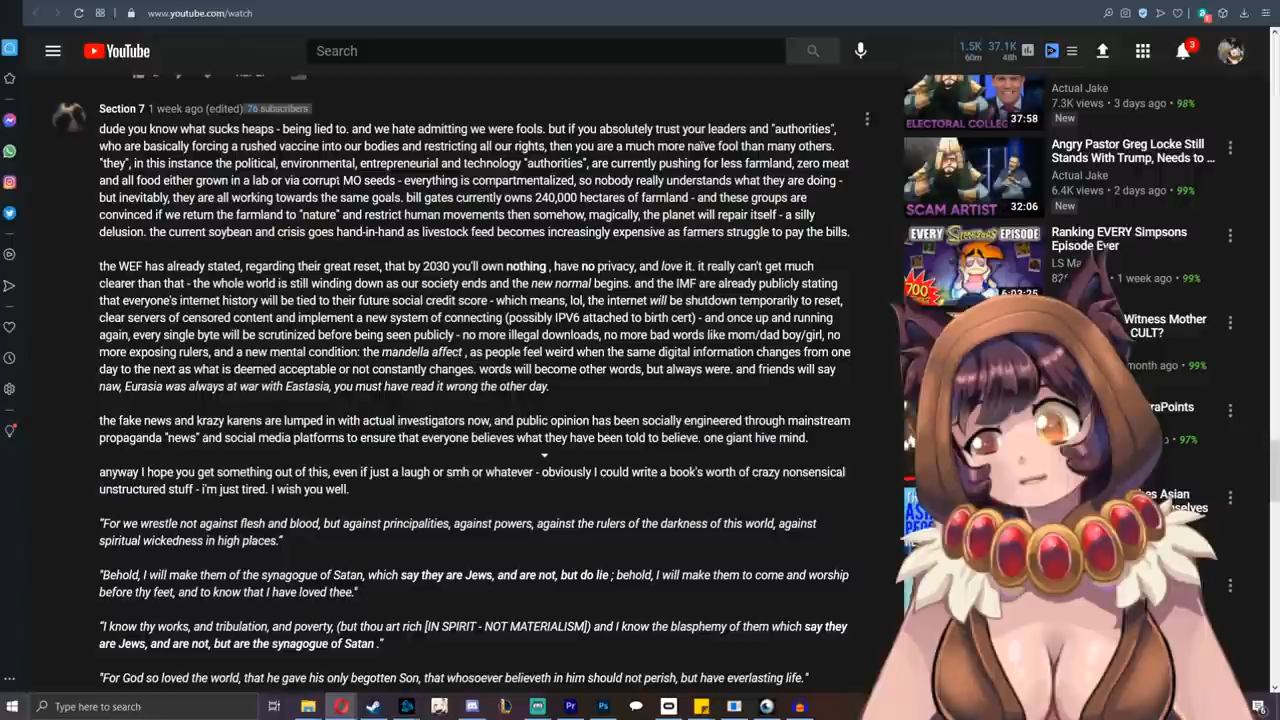 www.youtube.com/watch
YouTube
Search
1.5K 37.1K
60m 48h
3
Section 7 1 week ago (edited) 76 subscribers
dude you know what sucks heaps - being lied to. and we hate admitting we were fools. but if you absolutely trust your leaders and "authorities",
who are basically forcing a rushed vaccine into our bodies and restricting all our rights, then you are a much more naïve fool than many others.
"they", in this instance the political, environmental, entrepreneurial and technology "authorities", are currently pushing for less farmland, zero meat
and all food either grown in a lab or via corrupt MO seeds - everything is compartmentalized, so nobody really understands what they are doing -
but inevitably, they are all working towards the same goals. bill gates currently owns 240,000 hectares of farmland - and these groups are
convinced if we return the farmland to "nature" and restrict human movements then somehow, magically, the planet will repair itself - a silly
delusion. the current soybean and crisis goes hand-in-hand as livestock feed becomes increasingly expensive as farmers struggle to pay the bills.
the WEF has already stated, regarding their great reset, that by 2030 you'll own nothing , have no privacy, and love it. it really can't get much
clearer than that - the whole world is still winding down as our society ends and the new normal begins. and the IMF are already publicly stating
that everyone's internet history will be tied to their future social credit score - which means, lol, the internet will be shutdown temporarily to reset,
clear servers of censored content and implement a new system of connecting (possibly IPV6 attached to birth cert) - and once up and running
again, every single byte will be scrutinized before being seen publicly - no more illegal downloads, no more bad words like mom/dad boy/girl, no
more exposing rulers, and a new mental condition: the mandella affect , as people feel weird when the same digital information changes from one
day to the next as what is deemed acceptable or not constantly changes. words will become other words, but always were. and friends will say
naw, Eurasia was always at war with Eastasia, you must have read it wrong the other day.
the fake news and krazy karens are lumped in with actual investigators now, and public opinion has been socially engineered through mainstream
propaganda "news" and social media platforms to ensure that everyone believes what they have been told to believe. one giant hive mind.
anyway I hope you get something out of this, even if just a laugh or smh or whatever - obviously I could write a book's worth of crazy nonsensical
unstructured stuff - i'm just tired. I wish you well.
"For we wrestle not against flesh and blood, but against principalities, against powers, against the rulers of the darkness of this world, against
spiritual wickedness in high places."
"Behold, I will make them of the synagogue of Satan, which say they are Jews, and are not, but do lie ; behold, I will make them to come and worship
before thy feet, and to know that I have loved thee."
"I know thy works, and tribulation, and poverty, (but thou art rich [IN SPIRIT - NOT MATERIALISM]) and I know the blasphemy of them which say they
are Jews, and are not, but are the synagogue of Satan ."
"For God so loved the world, that he gave his only begotten Son, that whosoever believeth in him should not perish, but have everlasting life."
ELECTORAL COLLEG
37:58
Actual Jake
7.3K views • 3 days ago • 98%
New
SCAM ARTIST
32:06
Angry Pastor Greg Locke Still
Stands With Trump, Needs to ...
Actual Jake
6.4K views • 2 days ago • 99%
New
EVERY Simpsons EPISODE
700
6:03:25
Ranking EVERY Simpsons
Episode Ever
LS Ma
1 week ago • 99%
Witness Mother
CULT?
month ago • 99%
raPoints
97%
Asian
Type here to search
Pr
Ps
6